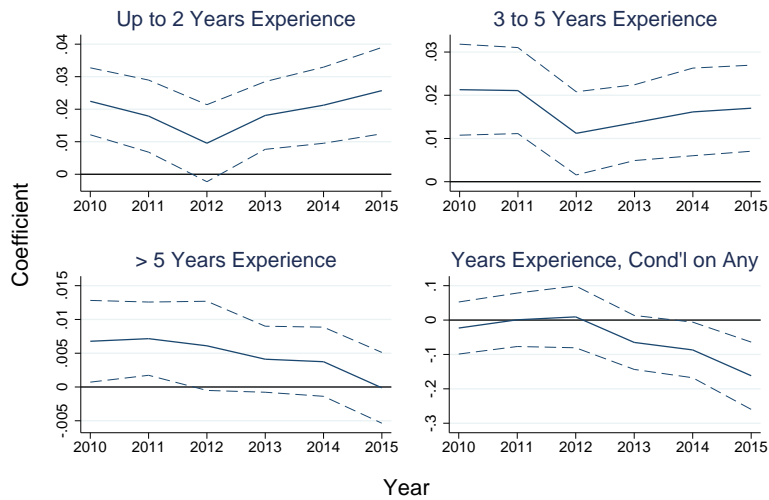 Up to 2 Years Experience
.04
.03
.02
.01
0
2010 2011 2012 2013 2014 2015
3 to 5 Years Experience
.03
.02
.01
0
2010 2011 2012 2013 2014 2015
Coefficient
> 5 Years Experience
.015
.01
.005
0
-.005
2010 2011 2012 2013 2014 2015
Years Experience, Cond'l on Any
.1
0
-.1
-.2
-.3
2010 2011 2012 2013 2014 2015
Year